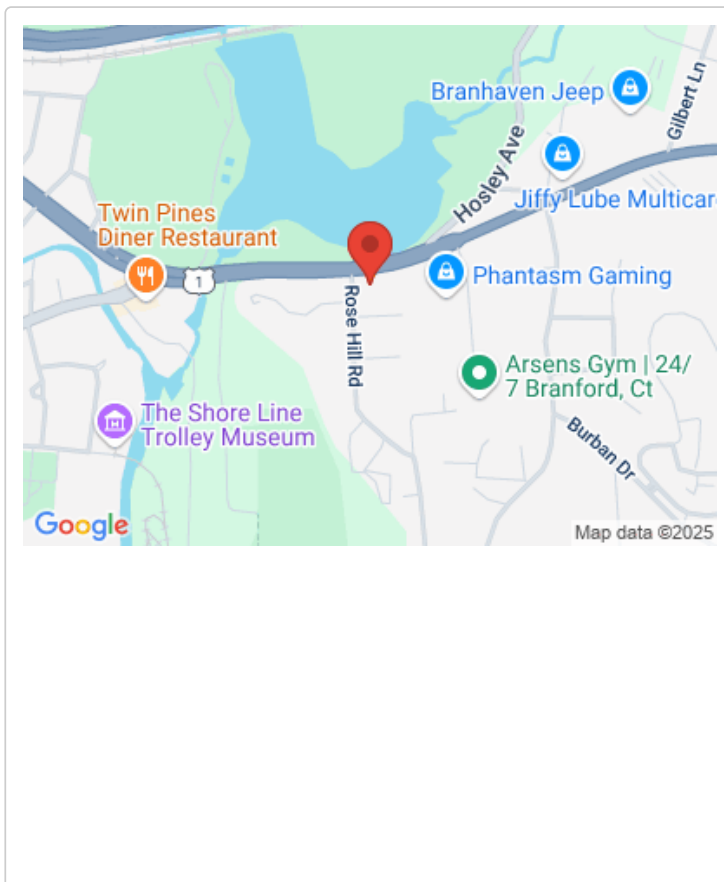 Branhaven Jeep
Gilbert Ln
Hosley Ave
Jiffy Lube Multicar
Twin Pines
Diner Restaurant
1
Phantasm Gaming
Rose Hill Rd
Arsens Gym | 24/
7 Branford, Ct
The Shore Line
Trolley Museum
Burban Dr
Google
Map data ©2025